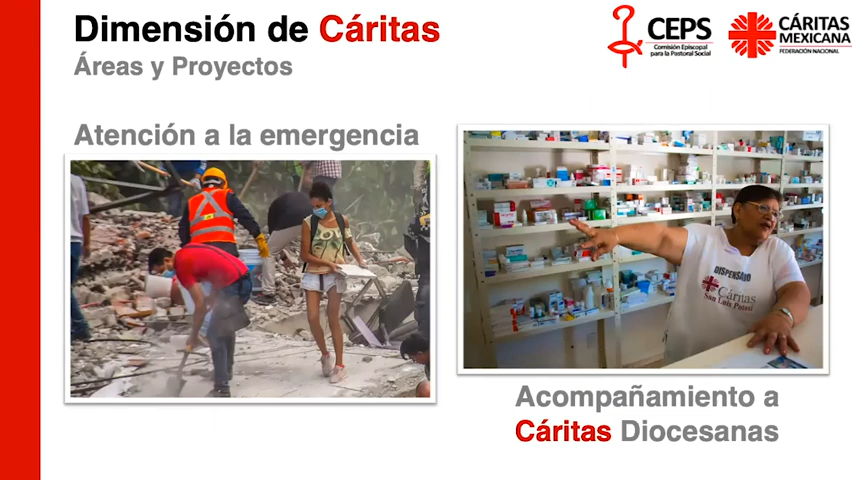 Dimensión de Cáritas
Áreas y Proyectos
CEPS
Comisión Episcopal
para la Pastoral Social
CÁRITAS
MEXICANA
FEDERACIÓN NACIONAL
Atención a la emergencia
DISPENSARIO
Cáritas
San Luis Potosí
Acompañamiento a
Cáritas Diocesanas